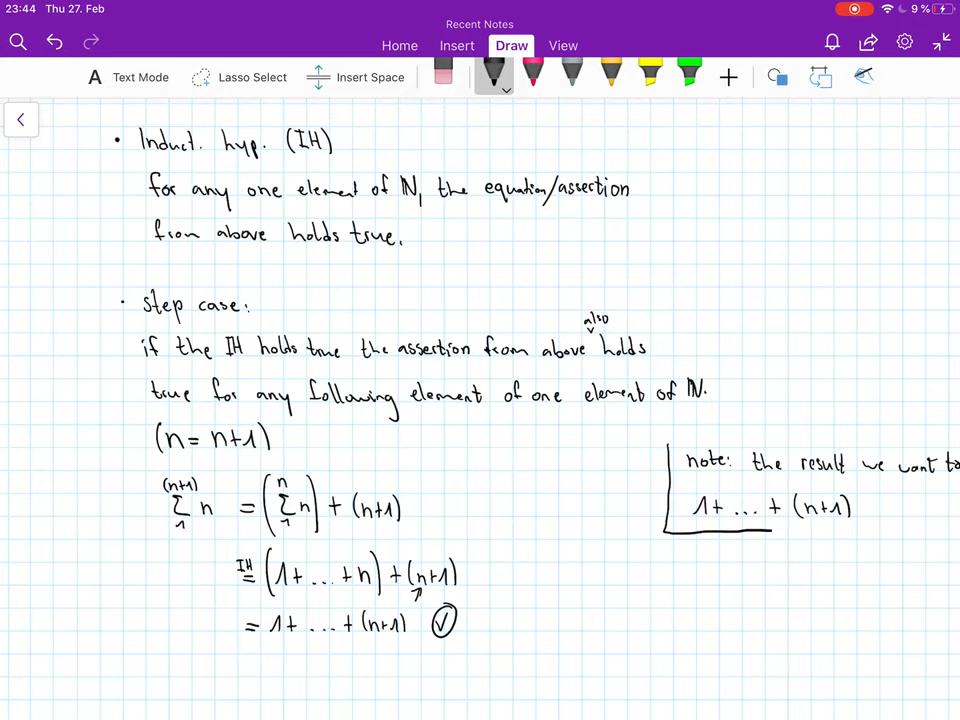 23:44 Thu 27. Feb
9 %
Recent Notes
Home Insert Draw View
A Text Mode Lasso Select Insert Space
• Induct. hyp. (IH)
for any one element of ℕ, the equation/assertion
from above holds true.
• step case:
also
if the IH holds true the assertion from above holds
true for any following element of one element of ℕ.
(n = n+1)
note: the result we want to
1+ ... + (n+1)
(n+1) ∑ 1 n = (n ∑ 1 n) + (n+1)
IH = (1+ ... +n) + (n+1)
= 1+ ... + (n+1) ✓